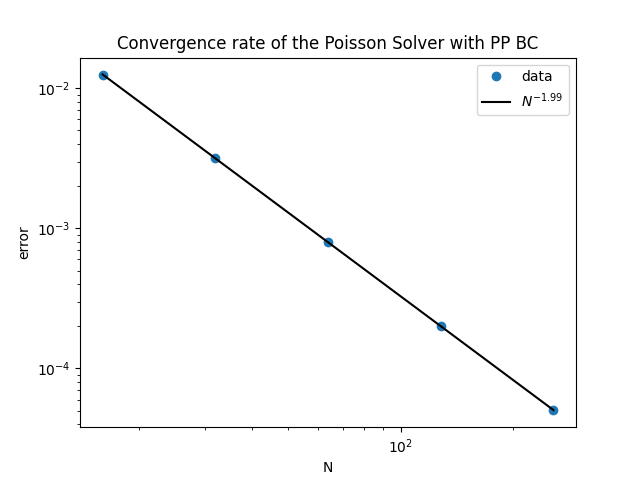 Convergence rate of the Poisson Solver with PP BC
data
N^{-1.99}
10^{-2}
10^{-3}
10^{-4}
error
10^{2}
N